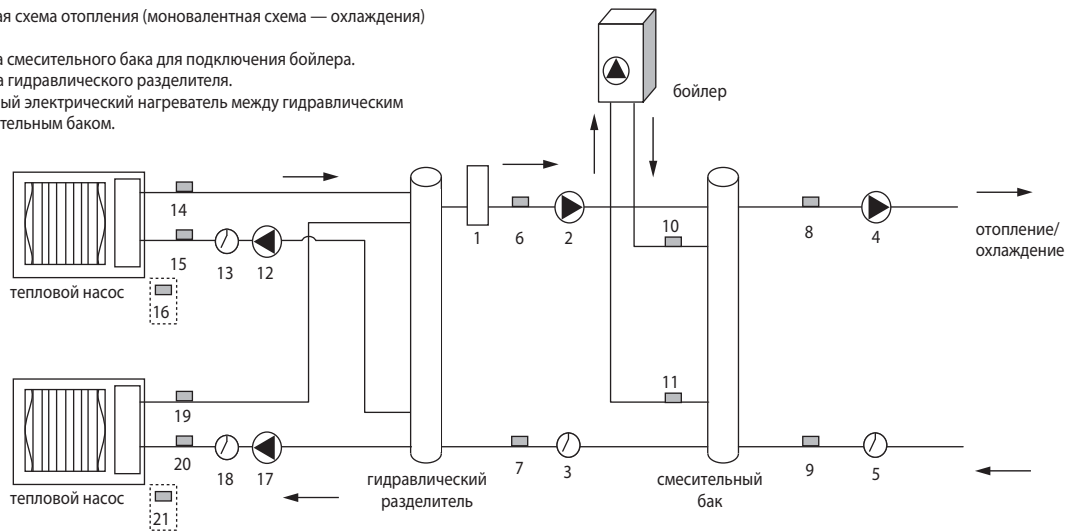 ая схема отопления (моновалентная схема — охлаждения)
а смесительного бака для подключения бойлера.
а гидравлического разделителя.
ный электрический нагреватель между гидравлическим
ительным баком.
бойлер
14
1
6
2
10
8
4
отопление/
охлаждение
15
13
12
тепловой насос
16
11
19
20
18
17
7
3
9
5
гидравлический
разделитель
смесительный
бак
тепловой насос
21